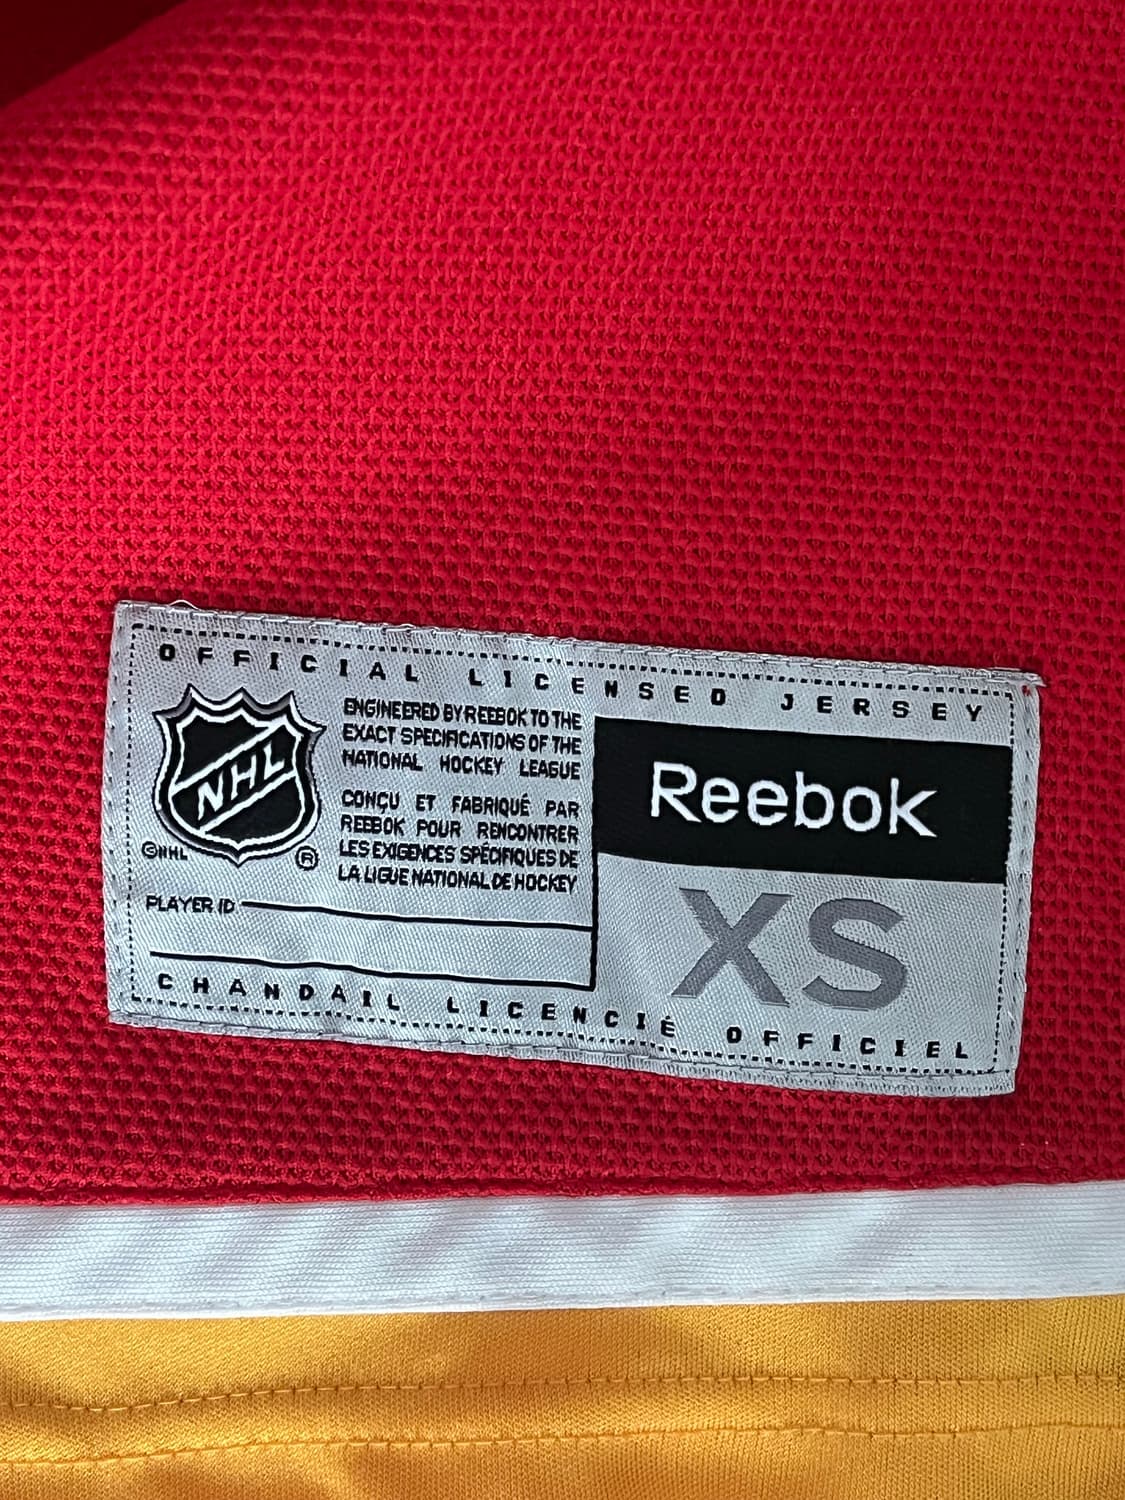 OFFICIAL LICENSED JERSEY
NHL
©NHL
®
ENGINEERED BY REEBOK TO THE
EXACT SPECIFICATIONS OF THE
NATIONAL HOCKEY LEAGUE
CONÇU ET FABRIQUÉ PAR
REEBOK POUR RENCONTRER
LES EXIGENCES SPÉCIFIQUES DE
LA LIGUE NATIONAL DE HOCKEY
PLAYER ID
Reebok
XS
CHANDAIL LICENCIÉ OFFICIEL